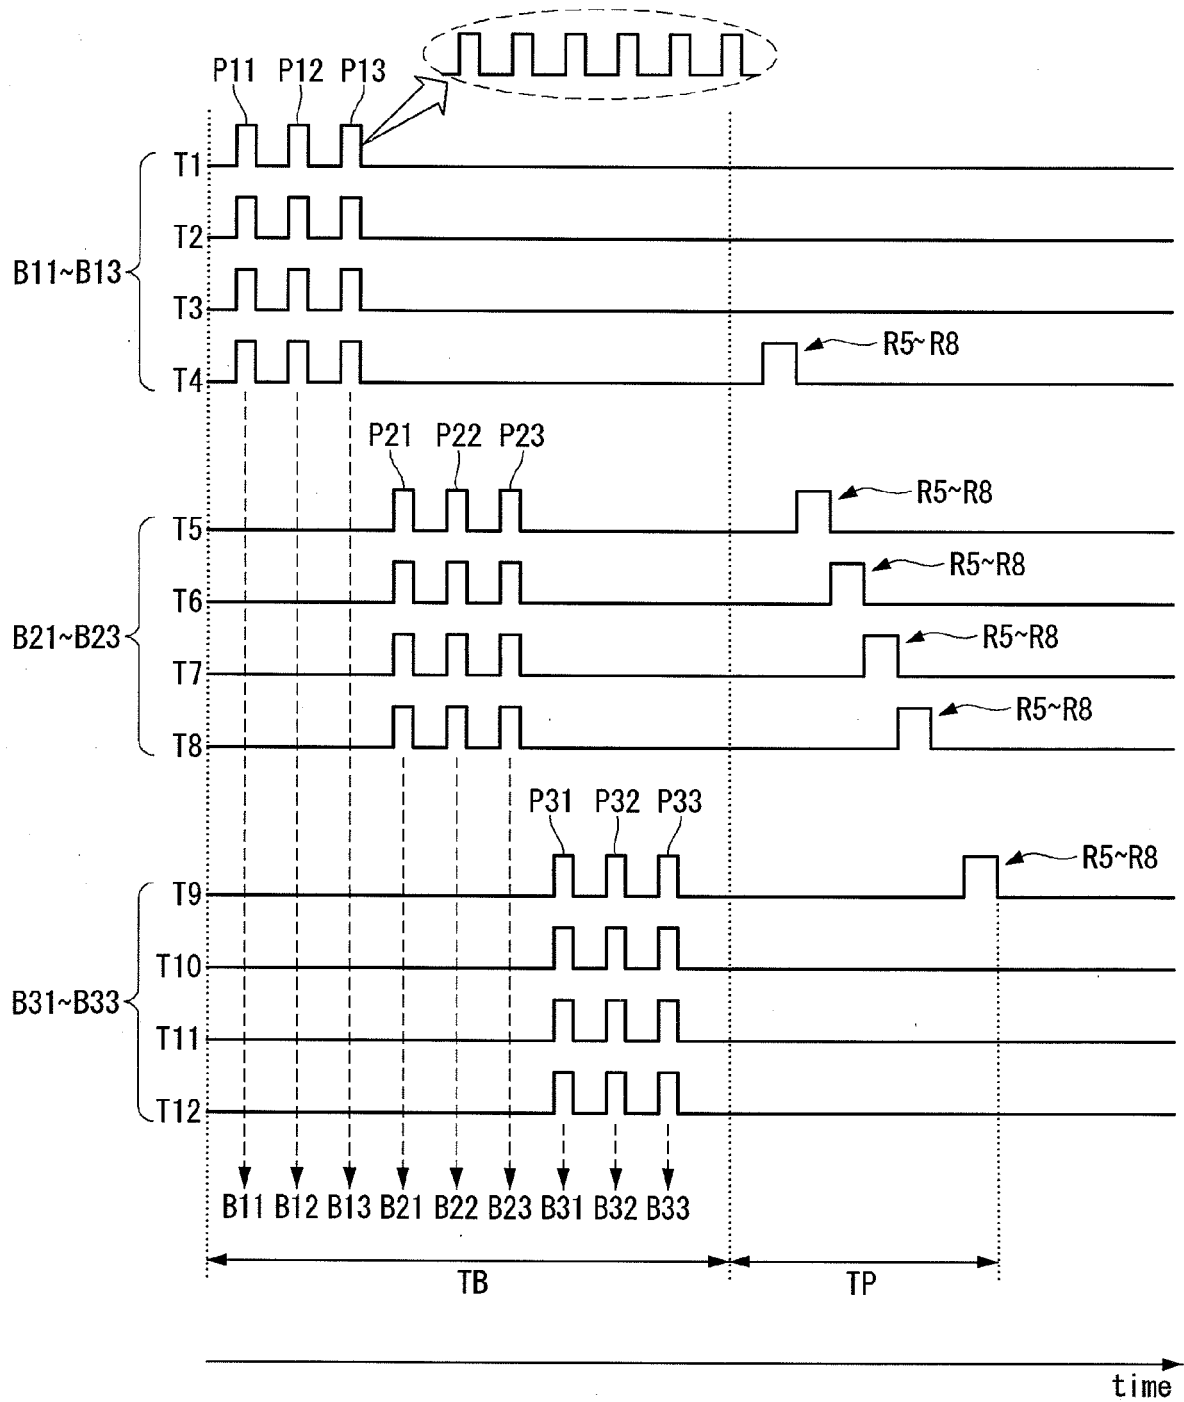 P11 P12 P13
T1
T2
B11~B13
T3
R5~R8
T4
P21 P22 P23
R5~R8
T5
R5~R8
T6
B21~B23
R5~R8
T7
R5~R8
T8
P31 P32 P33
R5~R8
T9
T10
B31~B33
T11
T12
B11 B12 B13 B21 B22 B23 B31 B32 B33
TB TP
time